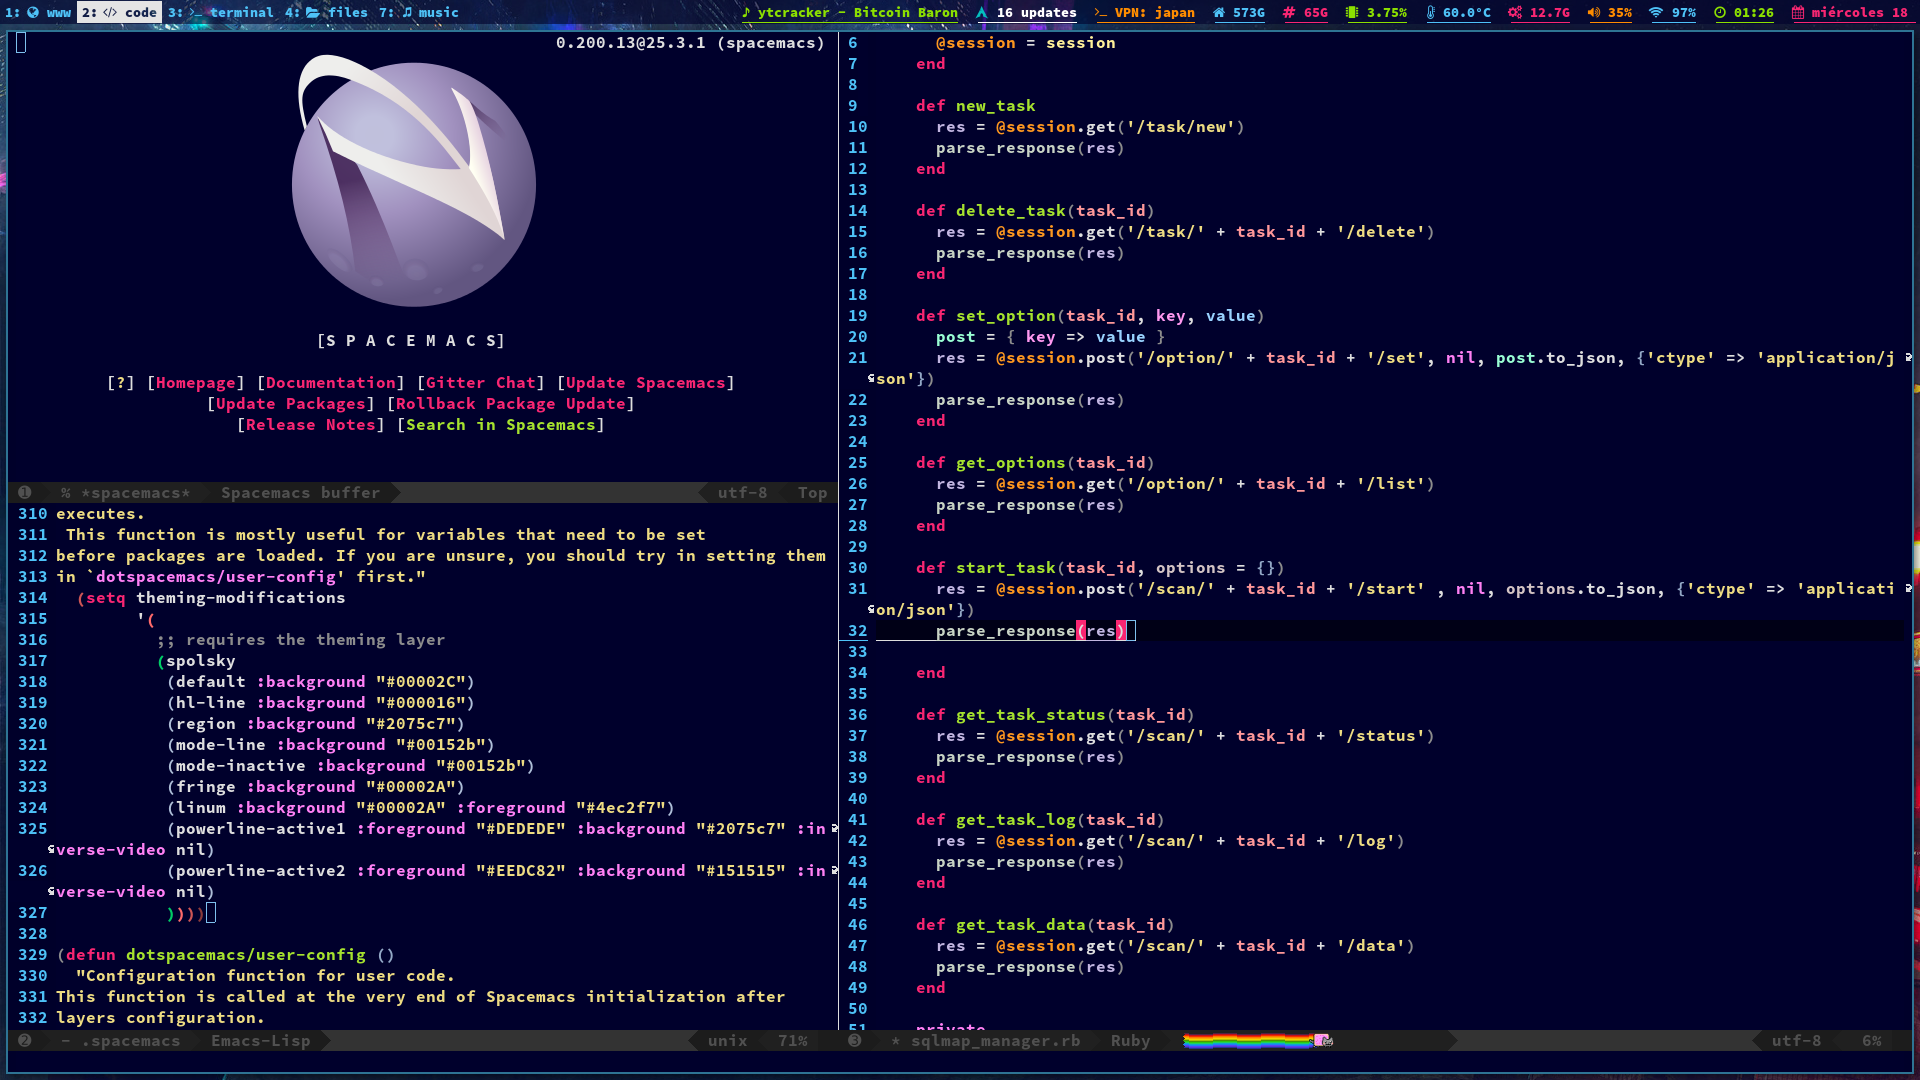 1: www 2: </> code 3: >_ terminal 4: files 7: ♫ music
♪ ytcracker - Bitcoin Baron 16 updates >_ VPN: japan 573G # 65G 3.75% 60.0°C 12.7G 35% 97% 01:26 miércoles 18
0.200.13@25.3.1 (spacemacs)
[S P A C E M A C S]
[?] [Homepage] [Documentation] [Gitter Chat] [Update Spacemacs]
[Update Packages] [Rollback Package Update]
[Release Notes] [Search in Spacemacs]
❶ % *spacemacs* Spacemacs buffer utf-8 Top
310 executes.
311  This function is mostly useful for variables that need to be set
312 before packages are loaded. If you are unsure, you should try in setting them
313 in `dotspacemacs/user-config' first."
314   (setq theming-modifications
315         '(
316           ;; requires the theming layer
317           (spolsky
318            (default :background "#00002C")
319            (hl-line :background "#000016")
320            (region :background "#2075c7")
321            (mode-line :background "#00152b")
322            (mode-inactive :background "#00152b")
323            (fringe :background "#00002A")
324            (linum :background "#00002A" :foreground "#4ec2f7")
325            (powerline-active1 :foreground "#DEDEDE" :background "#2075c7" :in
verse-video nil)
326            (powerline-active2 :foreground "#EEDC82" :background "#151515" :in
verse-video nil)
327            ))))
328
329 (defun dotspacemacs/user-config ()
330   "Configuration function for user code.
331 This function is called at the very end of Spacemacs initialization after
332 layers configuration.
❷ - .spacemacs Emacs-Lisp unix 71%
6       @session = session
7     end
8
9     def new_task
10       res = @session.get('/task/new')
11       parse_response(res)
12     end
13
14     def delete_task(task_id)
15       res = @session.get('/task/' + task_id + '/delete')
16       parse_response(res)
17     end
18
19     def set_option(task_id, key, value)
20       post = { key => value }
21       res = @session.post('/option/' + task_id + '/set', nil, post.to_json, {'ctype' => 'application/j
son'})
22       parse_response(res)
23     end
24
25     def get_options(task_id)
26       res = @session.get('/option/' + task_id + '/list')
27       parse_response(res)
28     end
29
30     def start_task(task_id, options = {})
31       res = @session.post('/scan/' + task_id + '/start' , nil, options.to_json, {'ctype' => 'applicati
on/json'})
32       parse_response(res)
33
34     end
35
36     def get_task_status(task_id)
37       res = @session.get('/scan/' + task_id + '/status')
38       parse_response(res)
39     end
40
41     def get_task_log(task_id)
42       res = @session.get('/scan/' + task_id + '/log')
43       parse_response(res)
44     end
45
46     def get_task_data(task_id)
47       res = @session.get('/scan/' + task_id + '/data')
48       parse_response(res)
49     end
50
51     private
❸ * sqlmap_manager.rb Ruby utf-8 6%